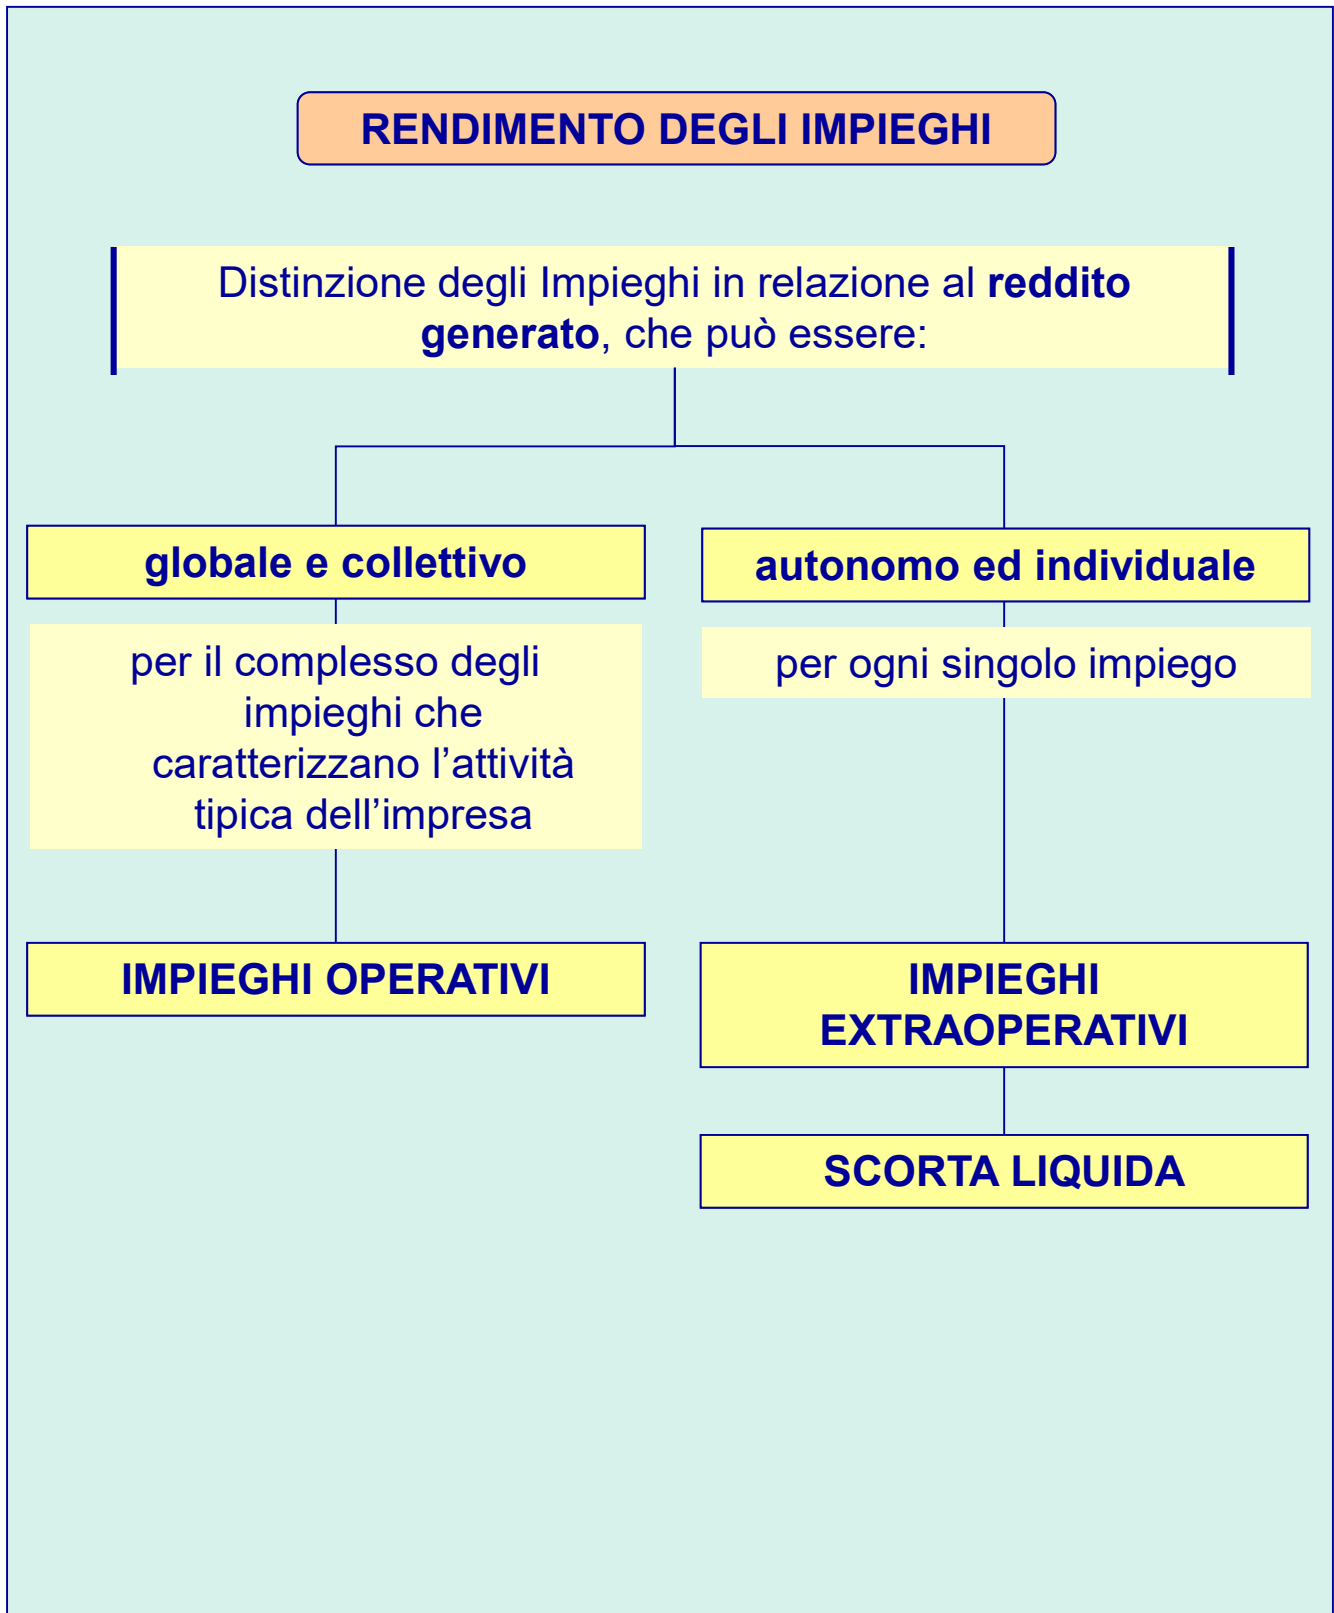 RENDIMENTO DEGLI IMPIEGHI
Distinzione degli Impieghi in relazione al reddito
generato, che può essere:
globale e collettivo
per il complesso degli
impieghi che
caratterizzano l’attività
tipica dell’impresa
IMPIEGHI OPERATIVI
autonomo ed individuale
per ogni singolo impiego
IMPIEGHI
EXTRAOPERATIVI
SCORTA LIQUIDA